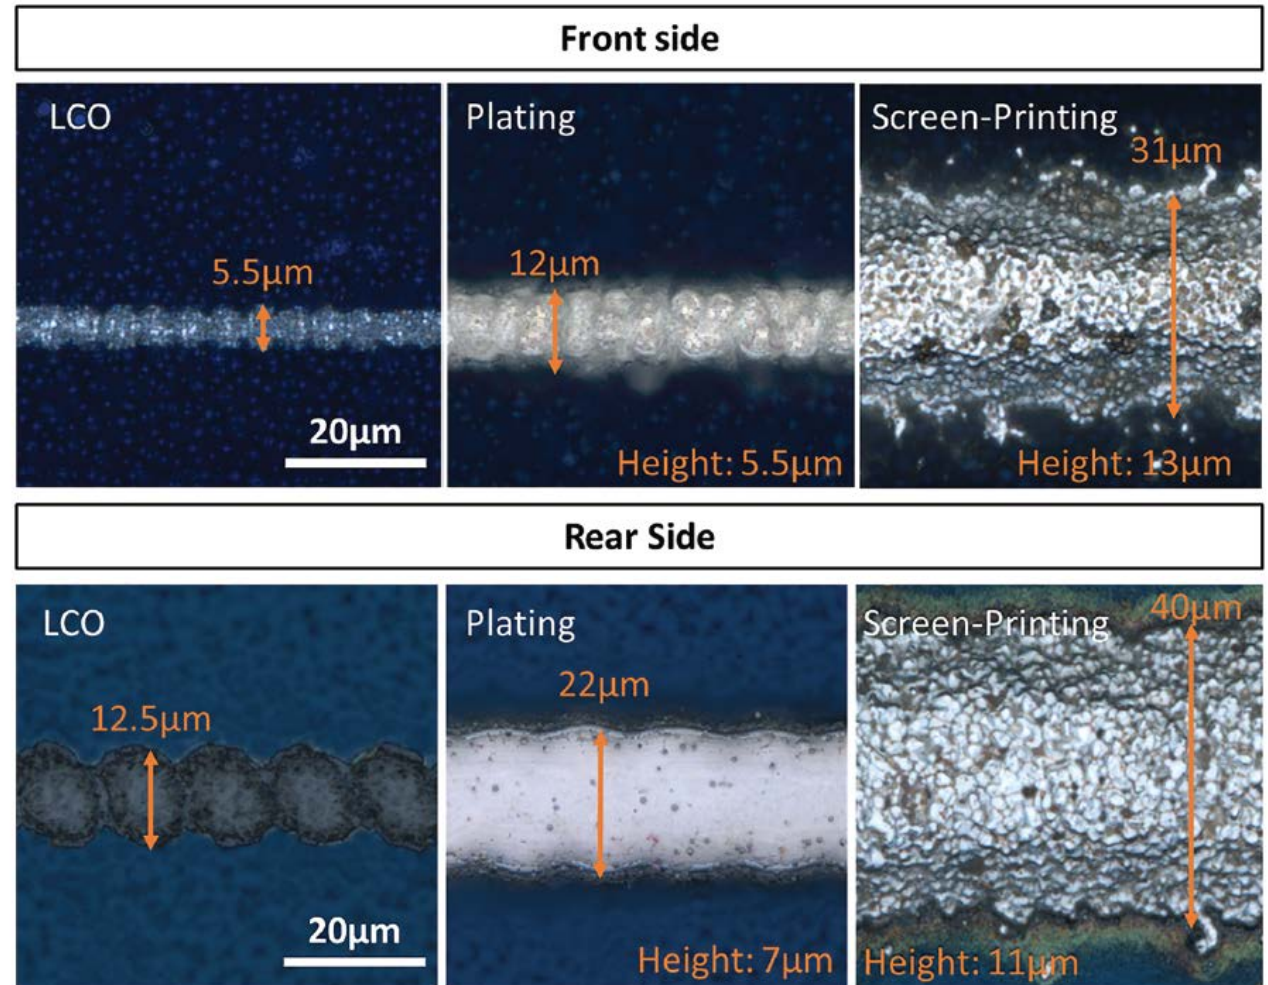 Front side
LCO
Plating
Screen-Printing
31µm
5.5µm
12µm
20µm
Height: 5.5µm
Height: 13µm
Rear Side
LCO
Plating
Screen-Printing
40µm
12.5µm
22µm
20µm
Height: 7µm
Height: 11µm